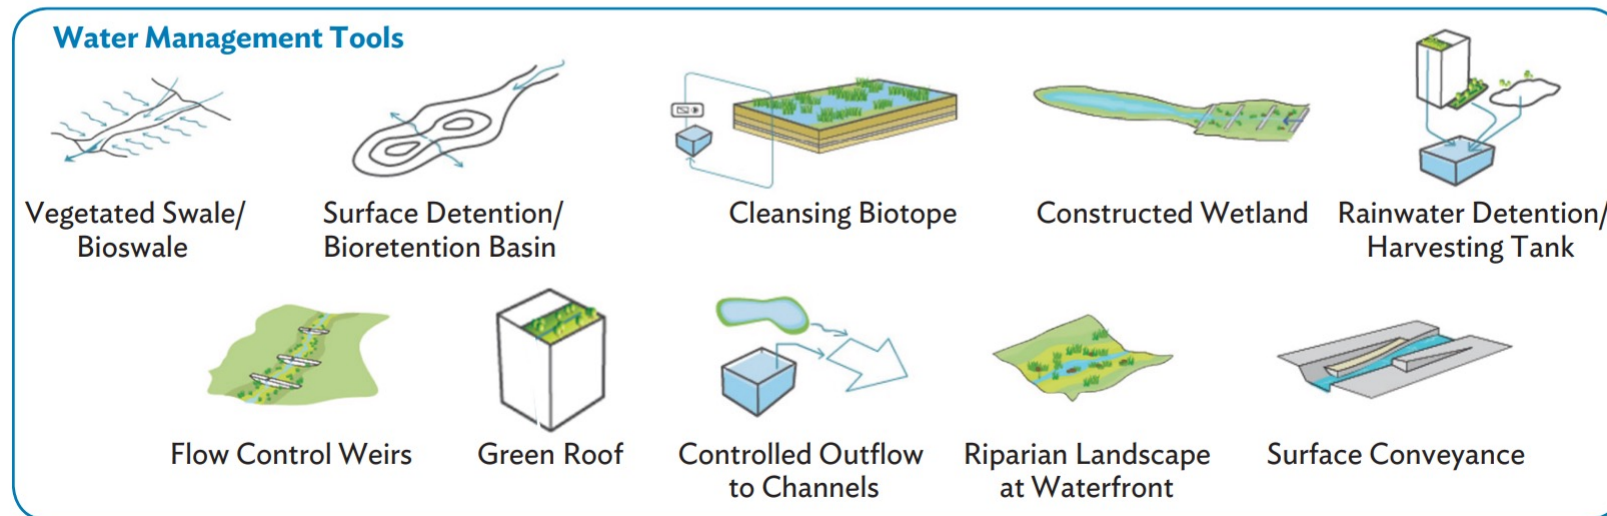 Water Management Tools
Vegetated Swale/
Bioswale
Surface Detention/
Bioretention Basin
Cleansing Biotope
Constructed Wetland
Rainwater Detention/
Harvesting Tank
Flow Control Weirs
Green Roof
Controlled Outflow
to Channels
Riparian Landscape
at Waterfront
Surface Conveyance